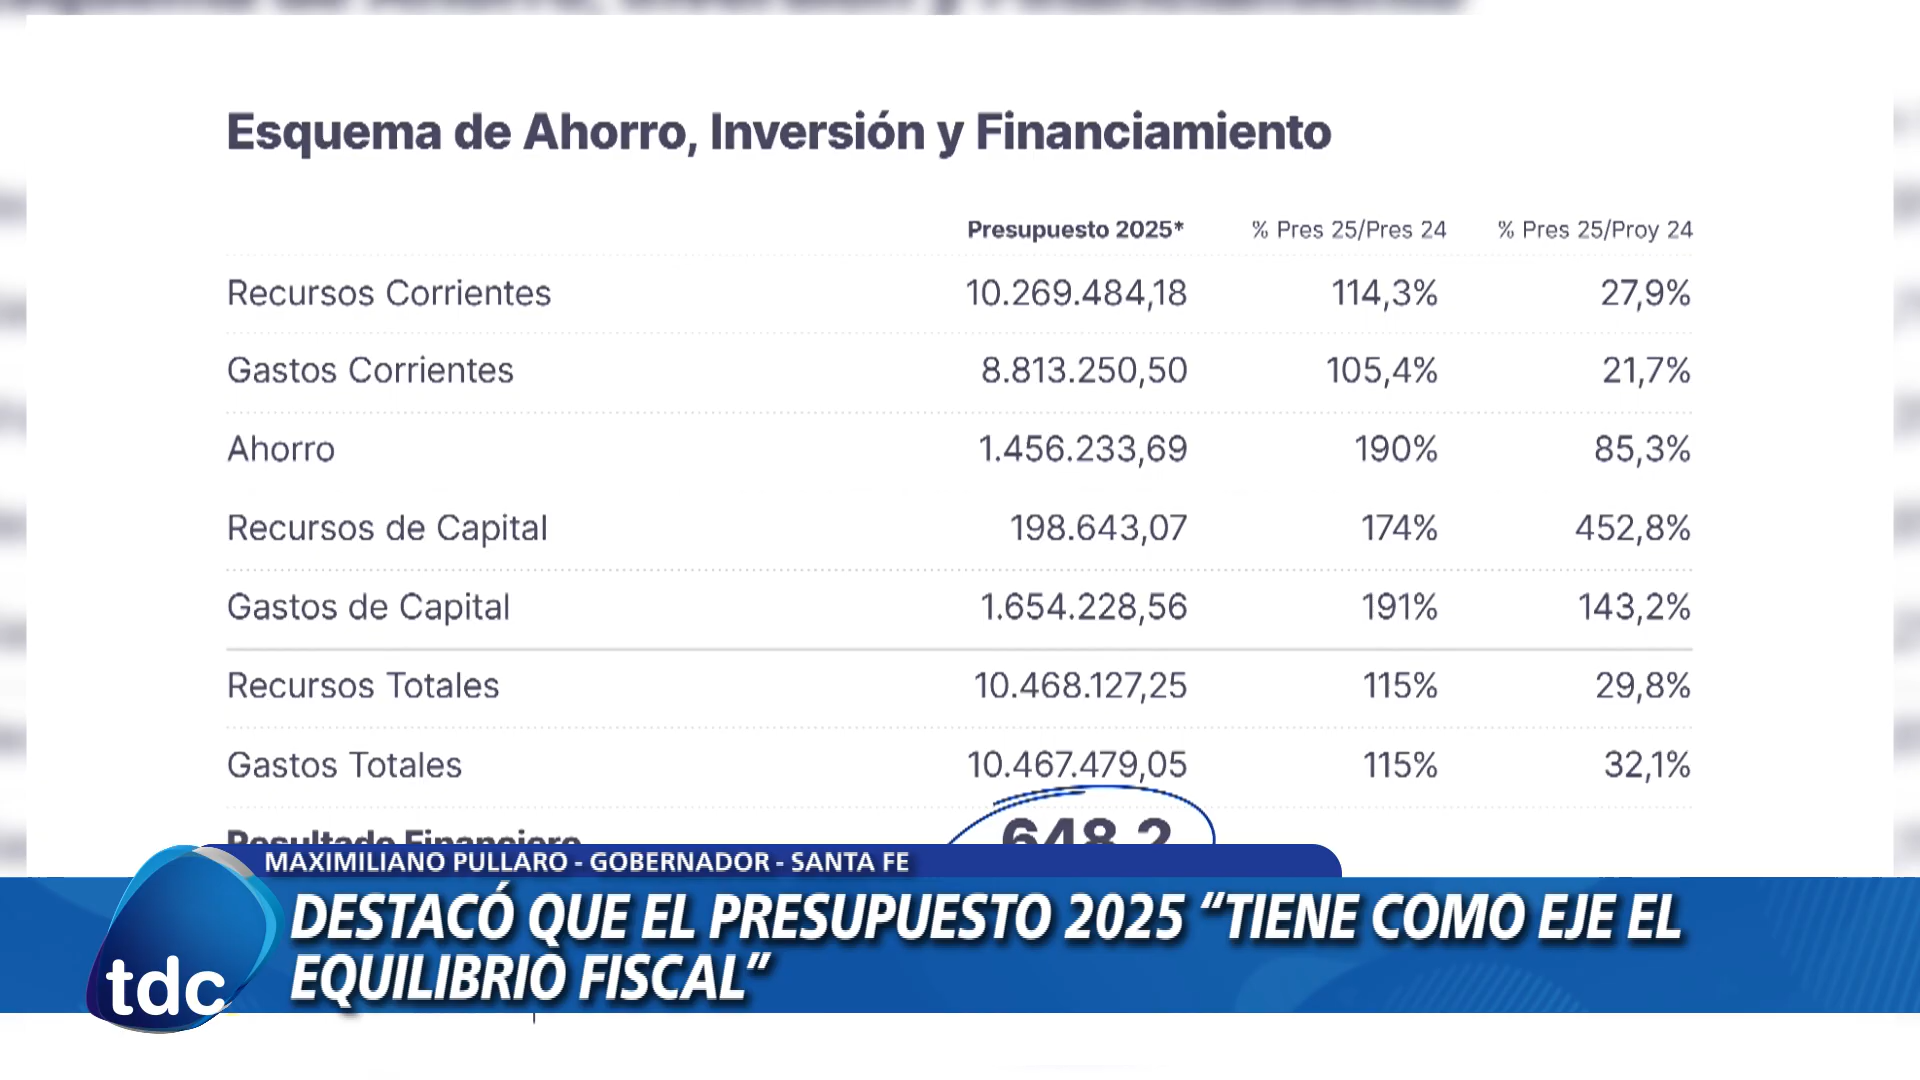 Esquema de Ahorro, Inversión y Financiamiento
Presupuesto 2025* % Pres 25/Pres 24 % Pres 25/Proy 24
Recursos Corrientes 10.269.484,18 114,3% 27,9%
Gastos Corrientes 8.813.250,50 105,4% 21,7%
Ahorro 1.456.233,69 190% 85,3%
Recursos de Capital 198.643,07 174% 452,8%
Gastos de Capital 1.654.228,56 191% 143,2%
Recursos Totales 10.468.127,25 115% 29,8%
Gastos Totales 10.467.479,05 115% 32,1%
Resultado Financiero 648,2
MAXIMILIANO PULLARO - GOBERNADOR - SANTA FE
DESTACÓ QUE EL PRESUPUESTO 2025 “TIENE COMO EJE EL
EQUILIBRIO FISCAL”
tdc